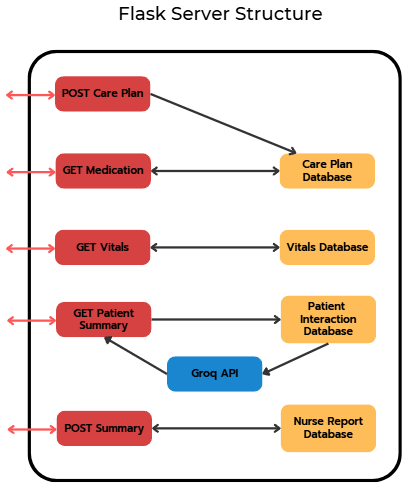 Flask Server Structure
POST Care Plan
GET Medication
Care Plan
Database
GET Vitals
Vitals Database
GET Patient
Summary
Patient
Interaction
Database
Groq API
POST Summary
Nurse Report
Database